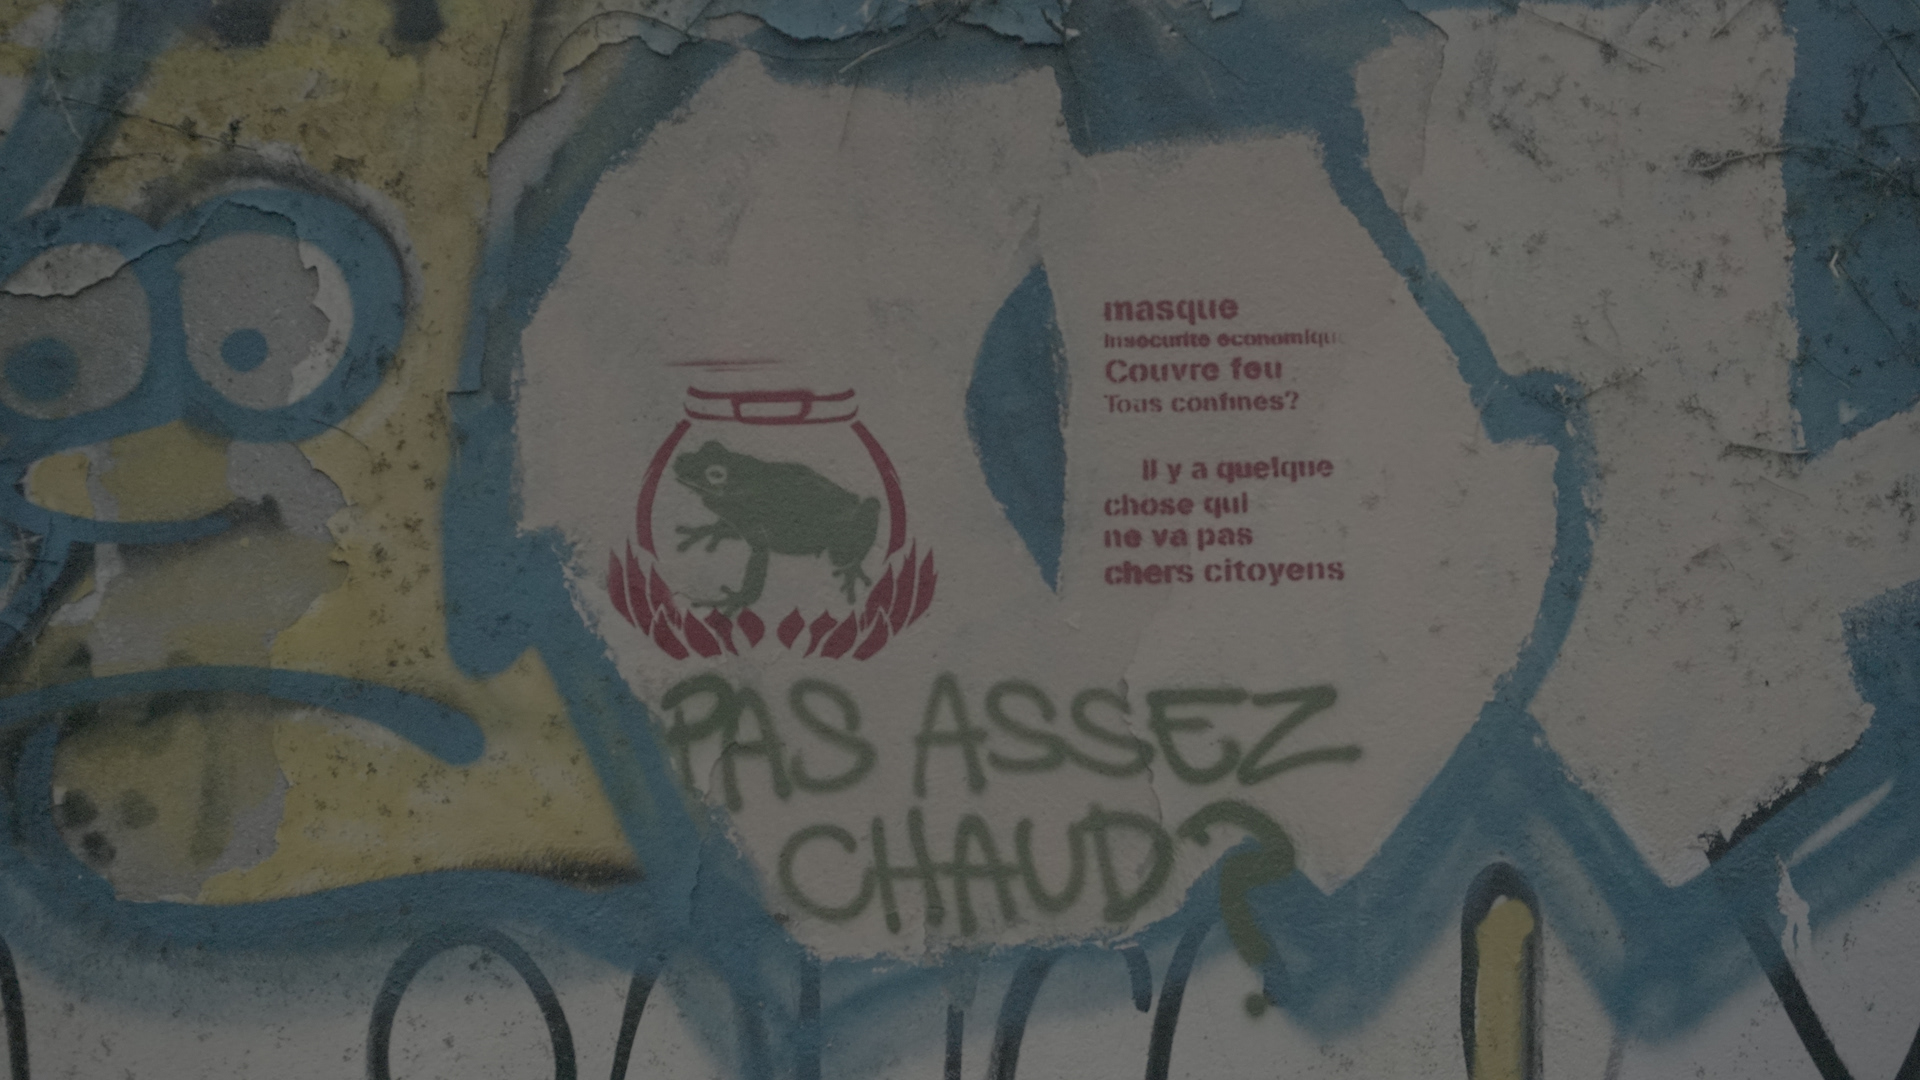 masque
Insecurite economique
Couvre feu
Tous confines?
Il y a quelque
chose qui
ne va pas
chers citoyens
PAS ASSEZ
CHAUD?